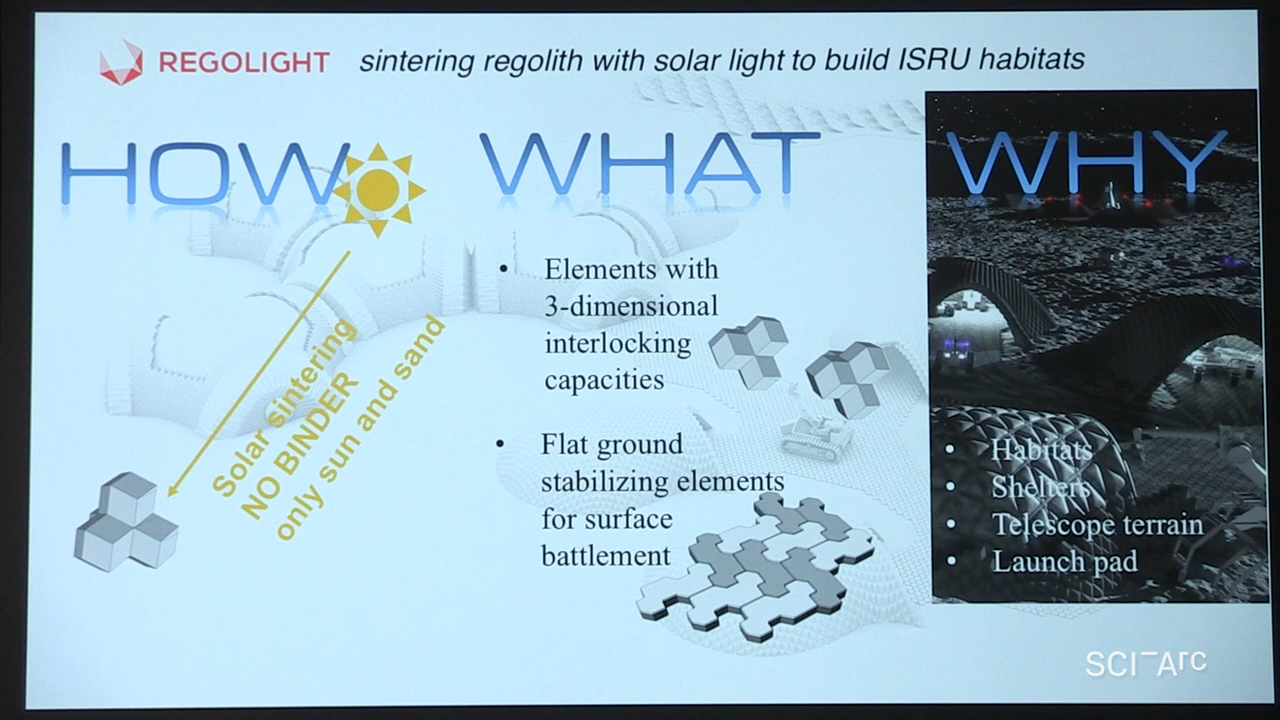 REGOLIGHT sintering regolith with solar light to build ISRU habitats
HOW
Solar sintering
NO BINDER
only sun and sand
WHAT
• Elements with
3-dimensional
interlocking
capacities
• Flat ground
stabilizing elements
for surface
battlement
WHY
• Habitats
• Shelters
• Telescope terrain
• Launch pad
SCI-Arc